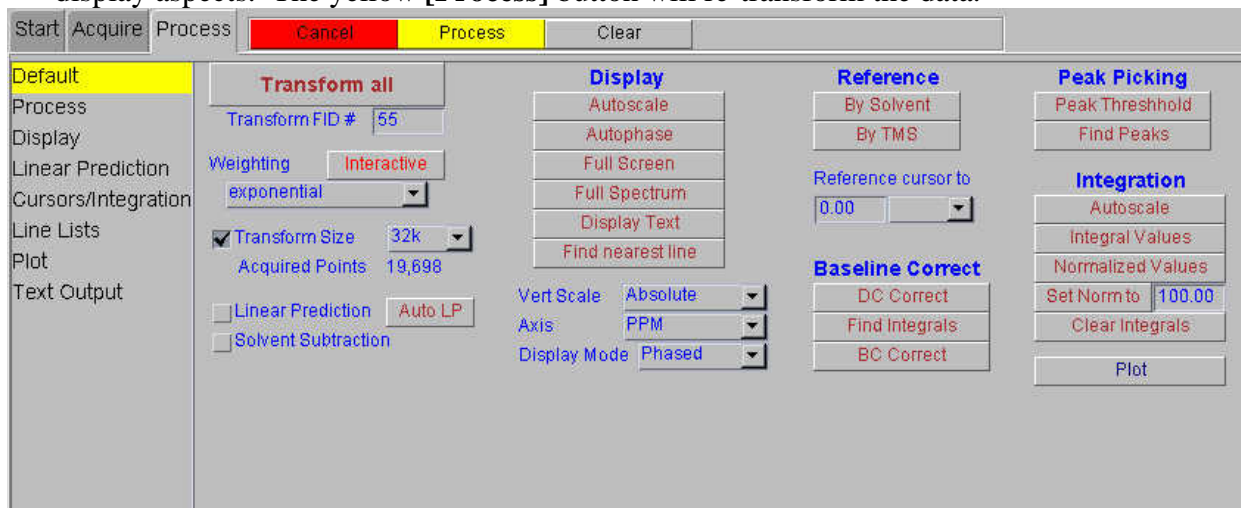 display aspects. The yellow [Process] button will re-transform the data.
Start Acquire Process Cancel Process Clear
Default
Process
Display
Linear Prediction
Cursors/Integration
Line Lists
Plot
Text Output
Transform all
Transform FID # 55
Weighting Interactive
exponential
Transform Size 32k
Acquired Points 19,698
Linear Prediction Auto LP
Solvent Subtraction
Display
Autoscale
Autophase
Full Screen
Full Spectrum
Display Text
Find nearest line
Vert Scale Absolute
Axis PPM
Display Mode Phased
Reference
By Solvent
By TMS
Reference cursor to
0.00
Baseline Correct
DC Correct
Find Integrals
BC Correct
Peak Picking
Peak Threshhold
Find Peaks
Integration
Autoscale
Integral Values
Normalized Values
Set Norm to 100.00
Clear Integrals
Plot